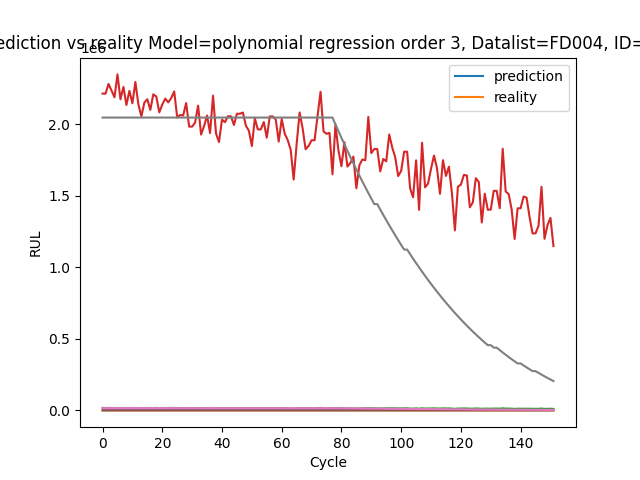 ediction vs reality Model=polynomial regression order 3, Datalist=FD004, ID=
1e6
prediction
reality
2.0
1.5
1.0
0.5
0.0
RUL
0 20 40 60 80 100 120 140
Cycle